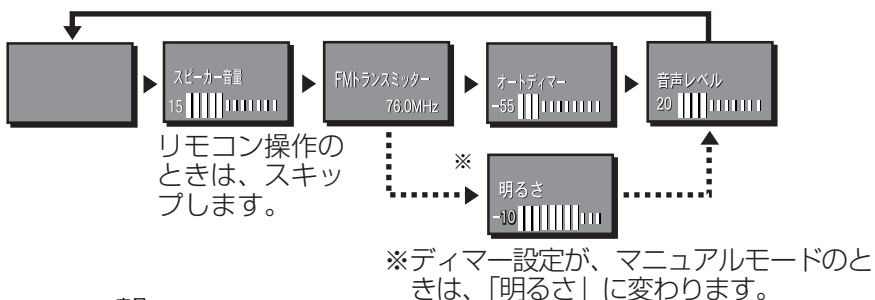 スピーカー音量
15
FMトランスミッター
76.0MHz
オートディマー
-55
音声レベル
20
リモコン操作の
ときは、スキッ
プします。
※
明るさ
-10
※ディマー設定が、マニュアルモードのと
きは、「明るさ」に変わります。